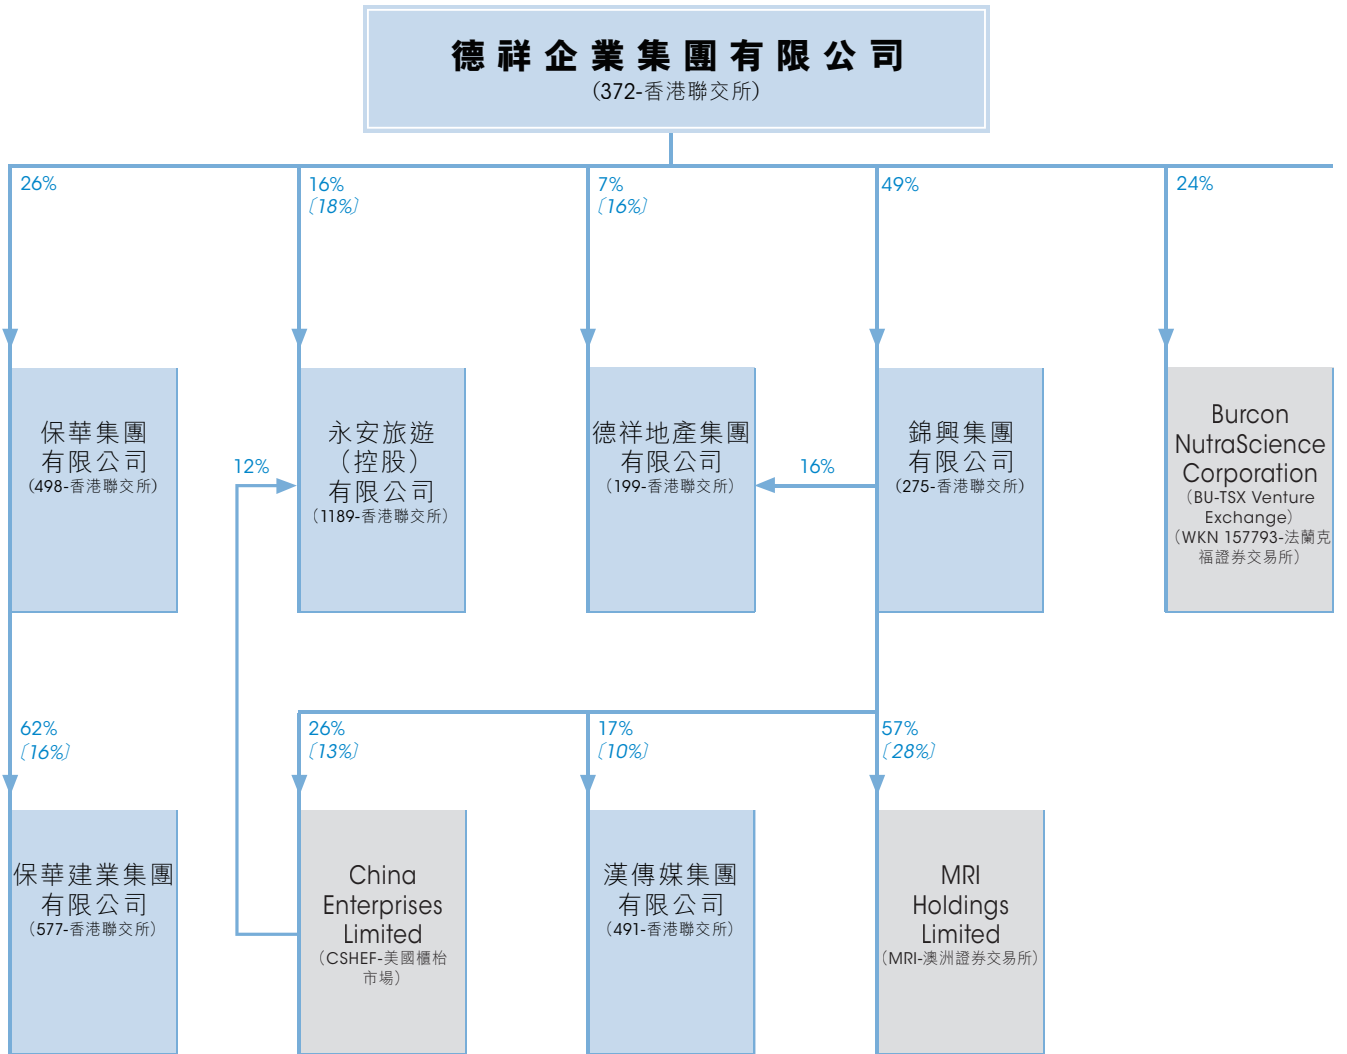 德祥企業集團有限公司
(372-香港聯交所)
26%
16%
〔18%〕
7%
〔16%〕
49%
24%
保華集團
有限公司
(498-香港聯交所)
12%
永安旅遊
(控股)
有限公司
(1189-香港聯交所)
德祥地產集團
有限公司
(199-香港聯交所)
16%
錦興集團
有限公司
(275-香港聯交所)
Burcon
NutraScience
Corporation
(BU-TSX Venture
Exchange)
(WKN 157793-法蘭克
福證券交易所)
62%
〔16%〕
26%
〔13%〕
17%
〔10%〕
57%
〔28%〕
保華建業集團
有限公司
(577-香港聯交所)
China
Enterprises
Limited
(CSHEF-美國櫃枱
市場)
漢傳媒集團
有限公司
(491-香港聯交所)
MRI
Holdings
Limited
(MRI-澳洲證券交易所)